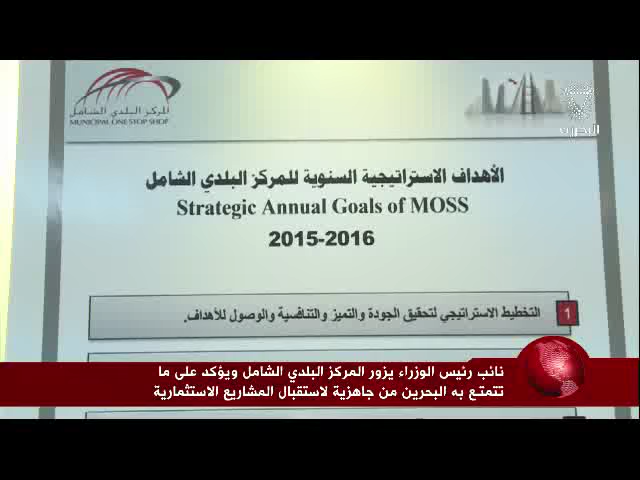 المركز البلدي الشامل
MUNICIPAL ONE STOP SHOP
البحرين
الأهداف الاستراتيجية السنوية للمركز البلدي الشامل
Strategic Annual Goals of MOSS
2015-2016
1 التخطيط الاستراتيجي لتحقيق الجودة والتميز والتنافسية والوصول للأهداف.
نائب رئيس الوزراء يزور المركز البلدي الشامل ويؤكد على ما
تتمتع به البحرين من جاهزية لاستقبال المشاريع الاستثمارية